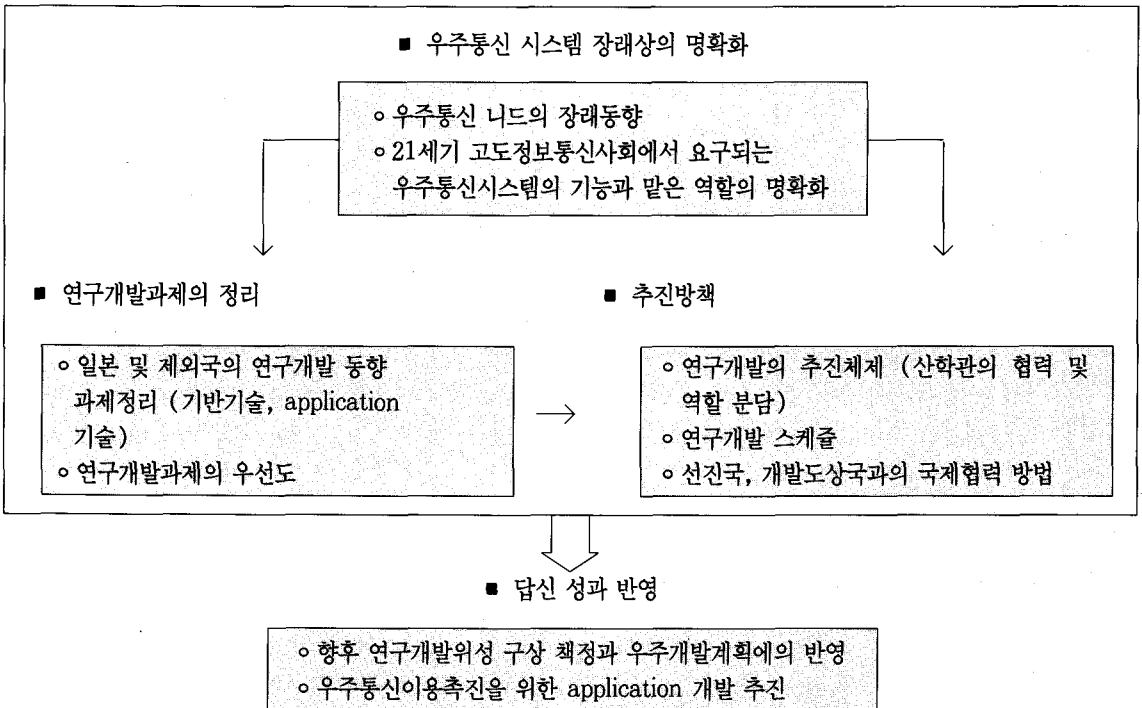 ■ 우주통신 시스템 장래상의 명확화
○ 우주통신 니드의 장래동향
○ 21세기 고도정보통신사회에서 요구되는
우주통신시스템의 기능과 맡은 역할의 명확화
■ 연구개발과제의 정리
○ 일본 및 제외국의 연구개발 동향
과제정리 (기반기술, application
기술)
○ 연구개발과제의 우선도
■ 추진방책
○ 연구개발의 추진체제 (산학관의 협력 및
역할 분담)
○ 연구개발 스케쥴
○ 선진국, 개발도상국과의 국제협력 방법
■ 답신 성과 반영
○ 향후 연구개발위성 구상 책정과 우주개발계획에의 반영
○ 우주통신이용촉진을 위한 application 개발 추진